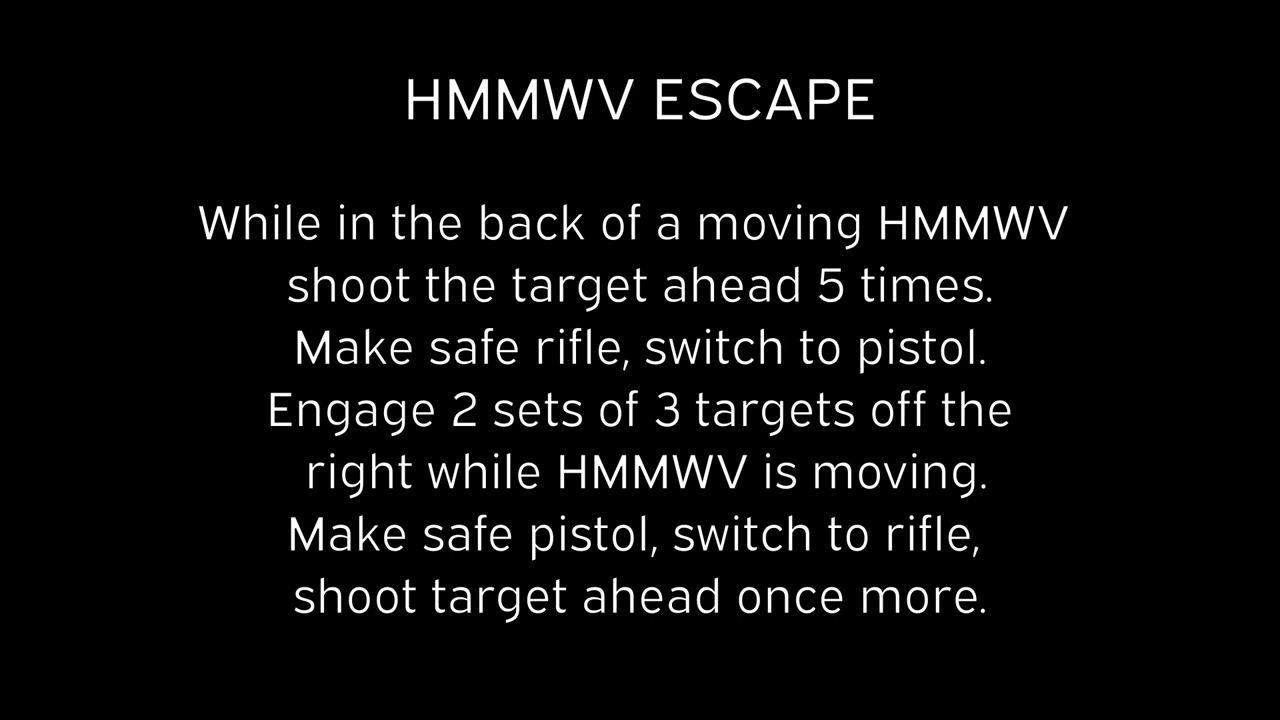 HMMWV ESCAPE
While in the back of a moving HMMWV
shoot the target ahead 5 times.
Make safe rifle, switch to pistol.
Engage 2 sets of 3 targets off the
right while HMMWV is moving.
Make safe pistol, switch to rifle,
shoot target ahead once more.